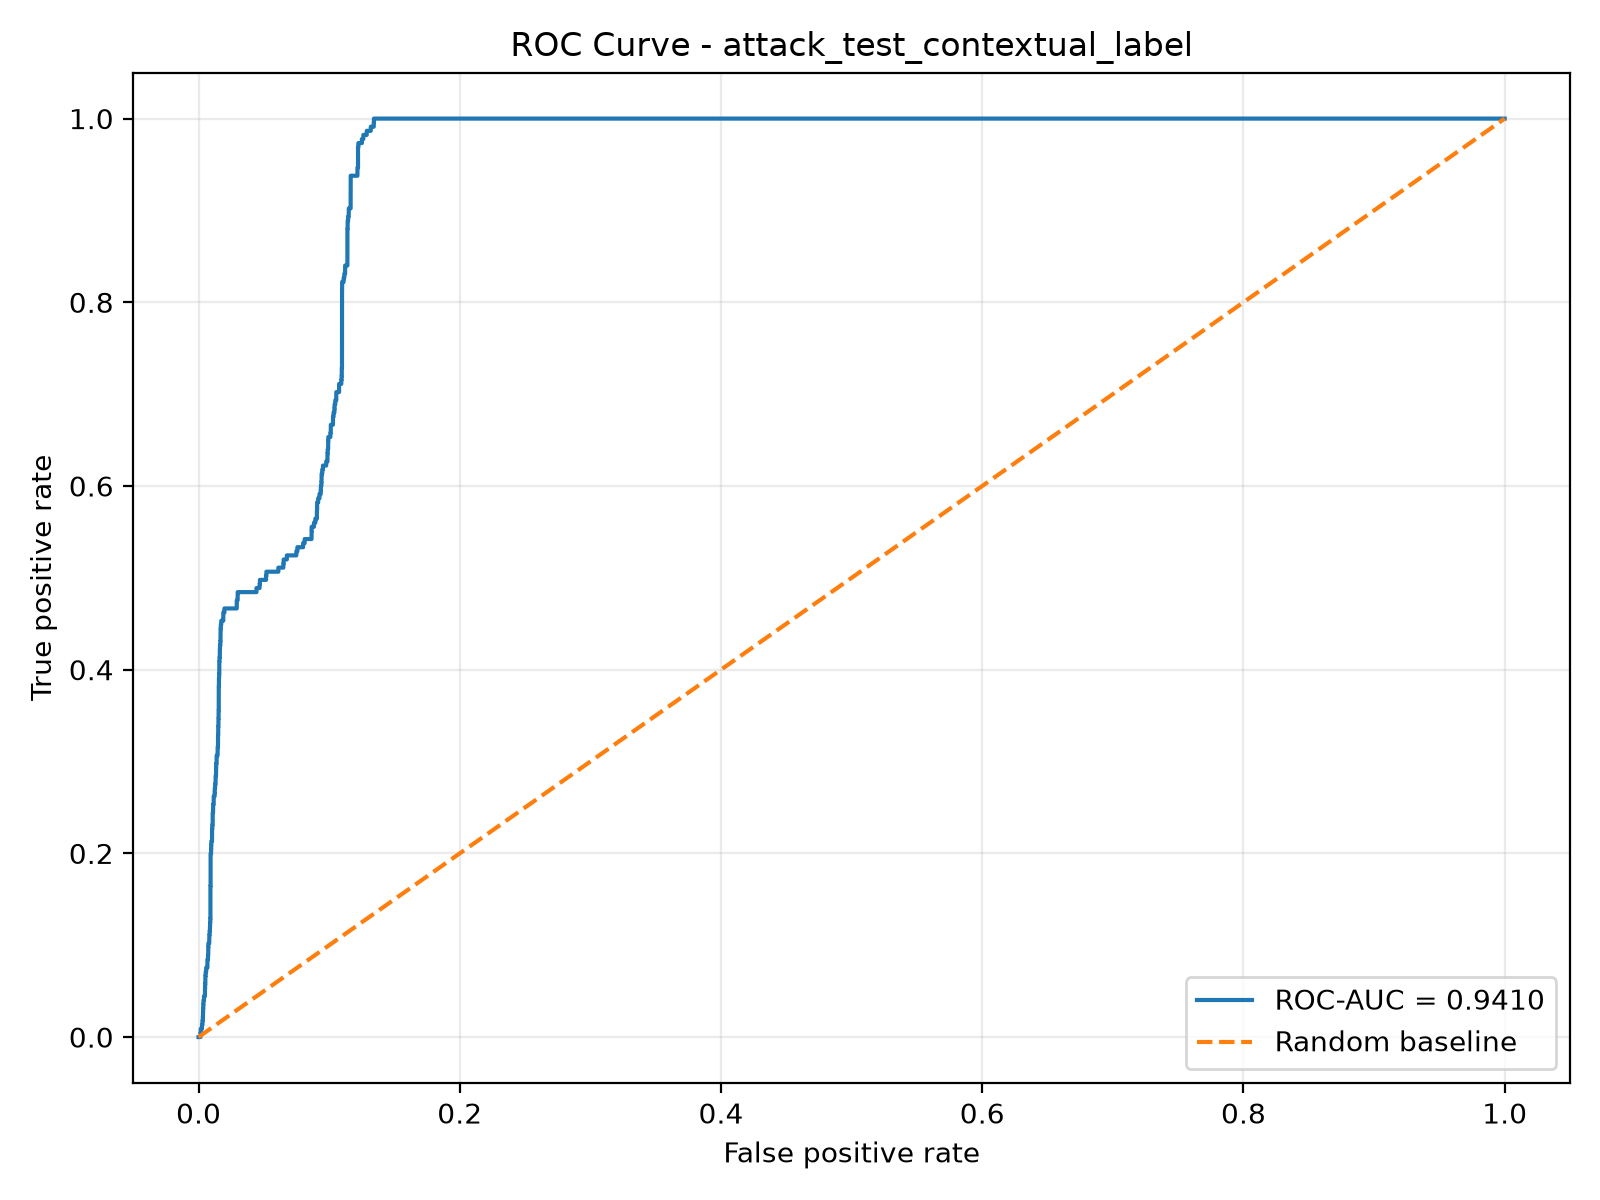 ROC Curve - attack_test_contextual_label
True positive rate
1.0
0.8
0.6
0.4
0.2
0.0
ROC-AUC = 0.9410
Random baseline
0.0 0.2 0.4 0.6 0.8 1.0
False positive rate